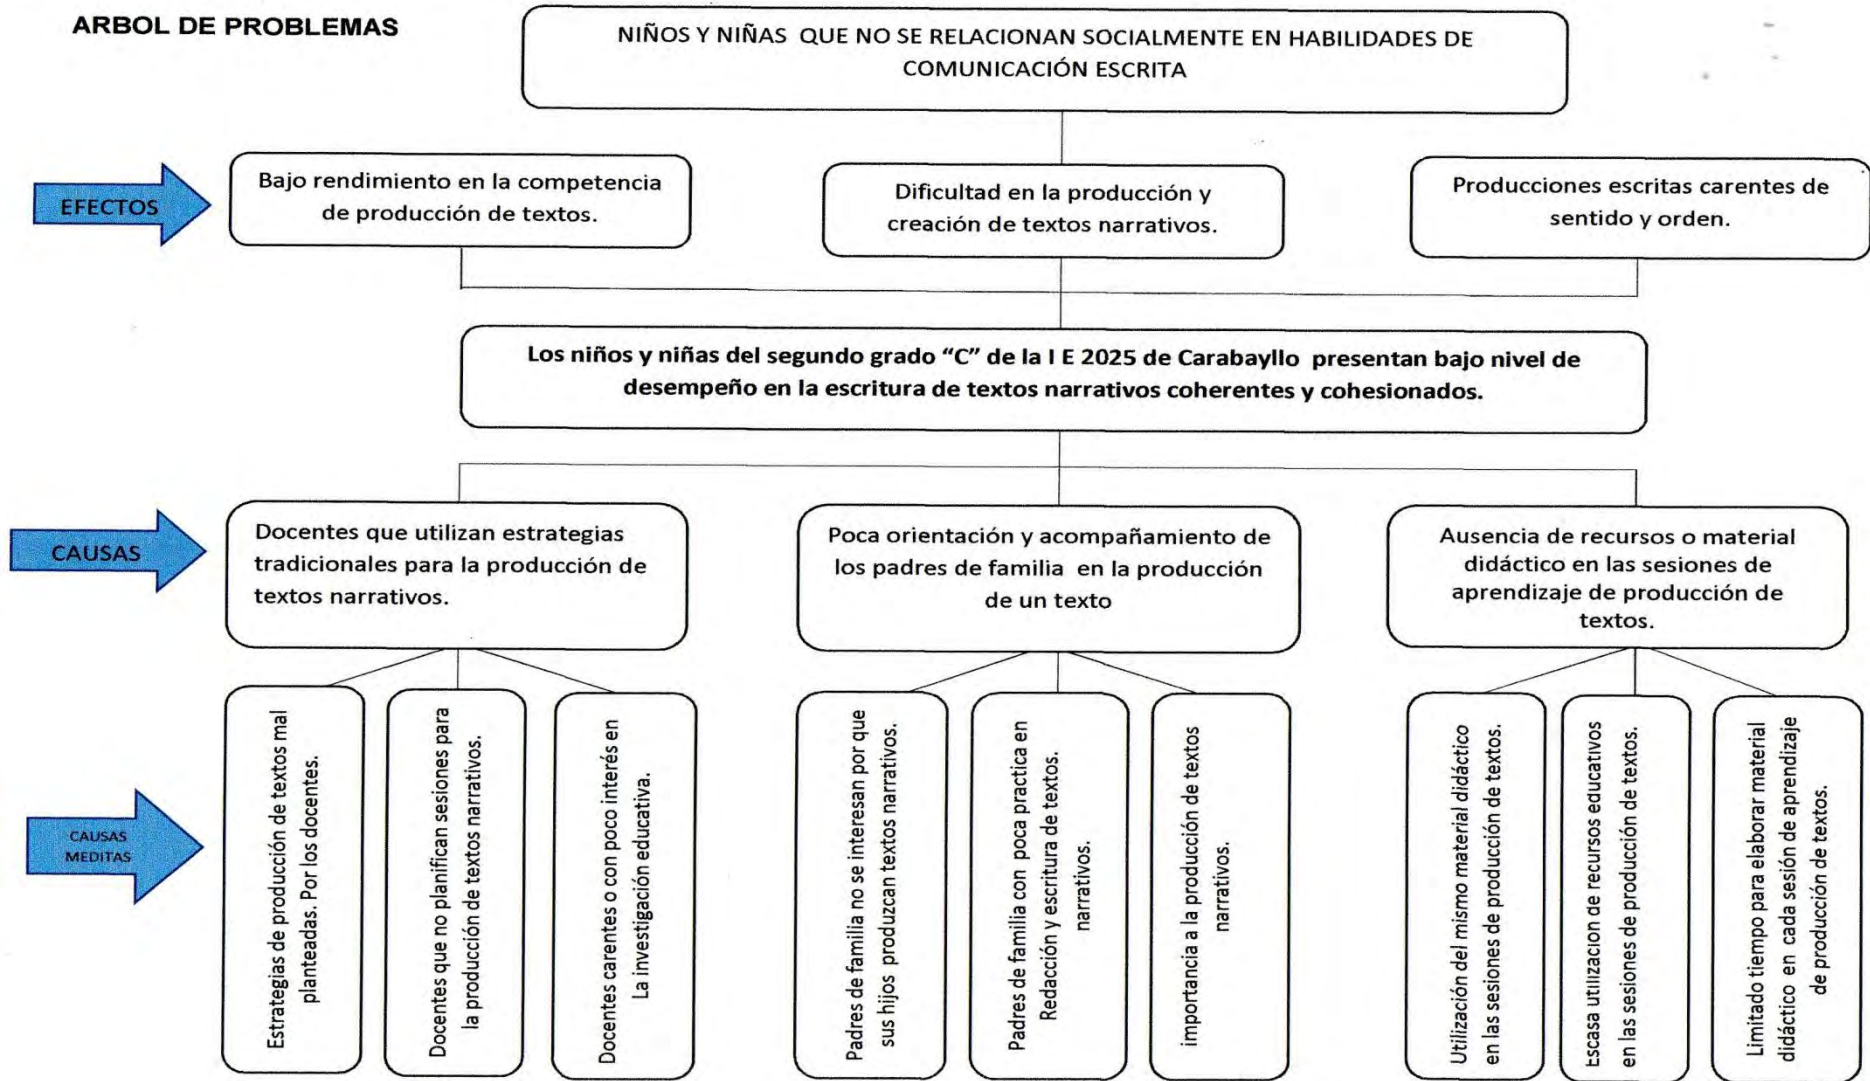 ARBOL DE PROBLEMAS
NIÑOS Y NIÑAS QUE NO SE RELACIONAN SOCIALMENTE EN HABILIDADES DE
COMUNICACIÓN ESCRITA
EFECTOS
Bajo rendimiento en la competencia
de producción de textos.
Dificultad en la producción y
creación de textos narrativos.
Producciones escritas carentes de
sentido y orden.
Los niños y niñas del segundo grado “C” de la I E 2025 de Carabayllo presentan bajo nivel de
desempeño en la escritura de textos narrativos coherentes y cohesionados.
CAUSAS
Docentes que utilizan estrategias
tradicionales para la producción de
textos narrativos.
Poca orientación y acompañamiento de
los padres de familia en la producción
de un texto
Ausencia de recursos o material
didáctico en las sesiones de
aprendizaje de producción de
textos.
CAUSAS
MEDITAS
Estrategias de producción de textos mal
planteadas. Por los docentes.
Docentes que no planifican sesiones para
la producción de textos narrativos.
Docentes carentes o con poco interés en
La investigación educativa.
Padres de familia no se interesan por que
sus hijos produzcan textos narrativos.
Padres de familia con poca practica en
Redacción y escritura de textos.
narrativos.
importancia a la producción de textos
narrativos.
Utilización del mismo material didáctico
en las sesiones de producción de textos.
Escasa utilizacion de recursos educativos
en las sesiones de producción de textos.
Limitado tiempo para elaborar material
didáctico en cada sesión de aprendizaje
de producción de textos.